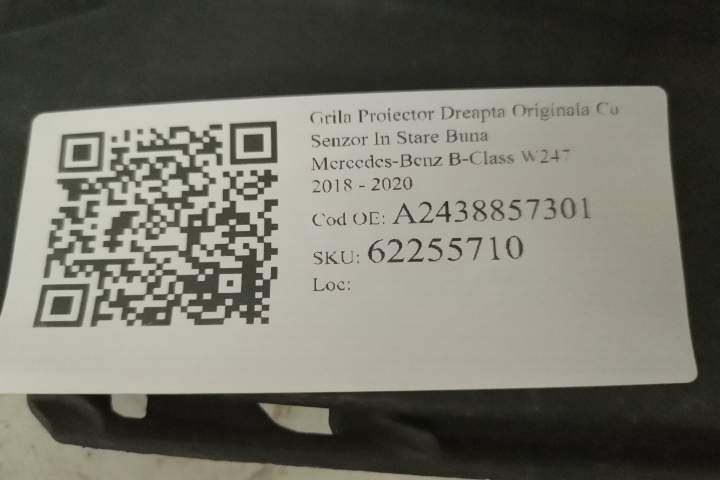 Grila Proiector Dreapta Originala Cu
Senzor In Stare Buna
Mercedes-Benz B-Class W247
2018 - 2020
Cod OE: A2438857301
SKU: 62255710
Loc: